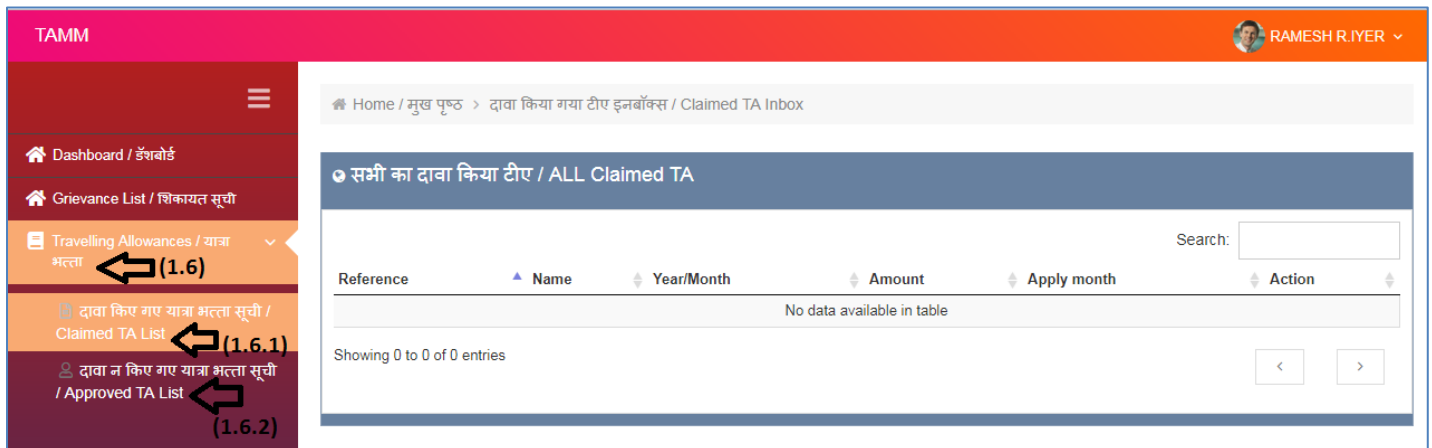 TAMM
RAMESH R.IYER
Home / मुख पृष्ठ > दावा किया गया टीए इनबॉक्स / Claimed TA Inbox
Dashboard / डॅशबोर्ड
Grievance List / शिकायत सूची
Travelling Allowances / यात्रा
भत्ता
(1.6)
दावा किए गए यात्रा भत्ता सूची /
Claimed TA List
(1.6.1)
दावा न किए गए यात्रा भत्ता सूची
/ Approved TA List
(1.6.2)
सभी का दावा किया टीए / ALL Claimed TA
Search:
Reference Name Year/Month Amount Apply month Action
No data available in table
Showing 0 to 0 of 0 entries
< >